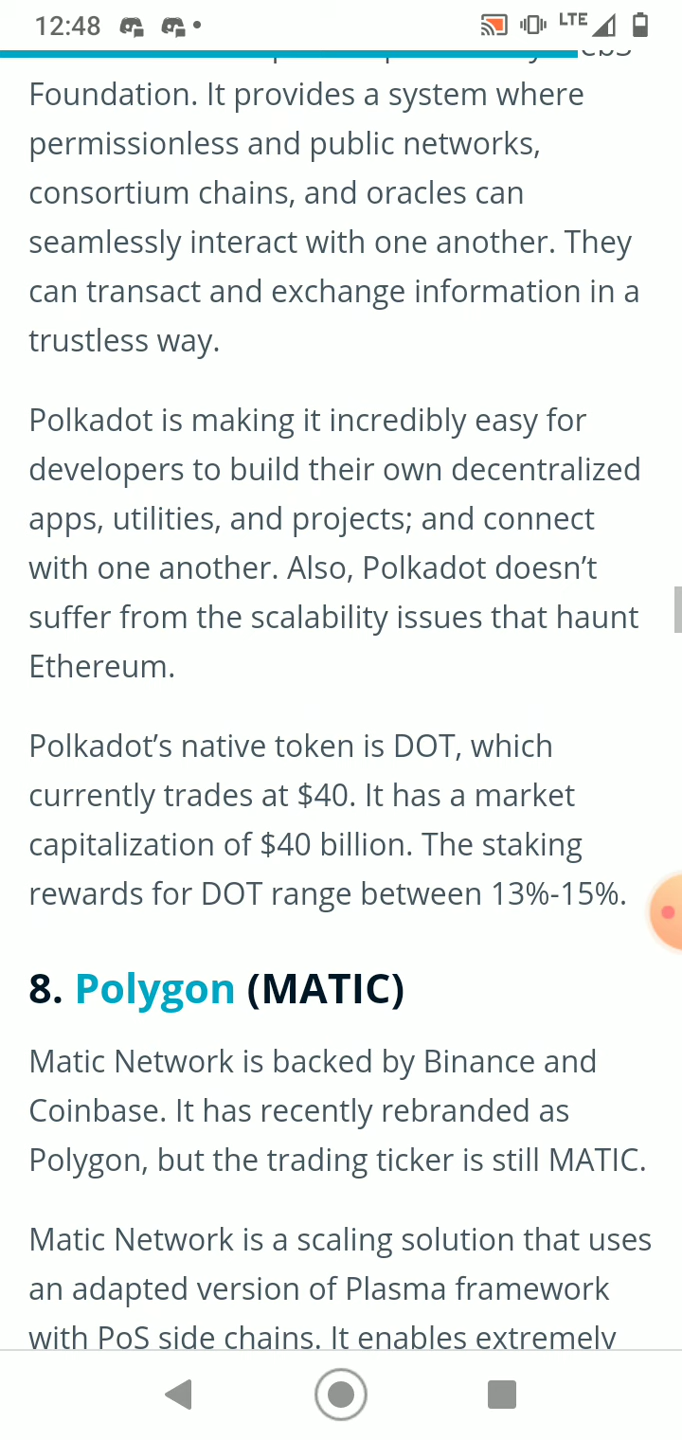 12:48
LTE
Foundation. It provides a system where
permissionless and public networks,
consortium chains, and oracles can
seamlessly interact with one another. They
can transact and exchange information in a
trustless way.
Polkadot is making it incredibly easy for
developers to build their own decentralized
apps, utilities, and projects; and connect
with one another. Also, Polkadot doesn’t
suffer from the scalability issues that haunt
Ethereum.
Polkadot’s native token is DOT, which
currently trades at $40. It has a market
capitalization of $40 billion. The staking
rewards for DOT range between 13%-15%.
8. Polygon (MATIC)
Matic Network is backed by Binance and
Coinbase. It has recently rebranded as
Polygon, but the trading ticker is still MATIC.
Matic Network is a scaling solution that uses
an adapted version of Plasma framework
with PoS side chains. It enables extremely